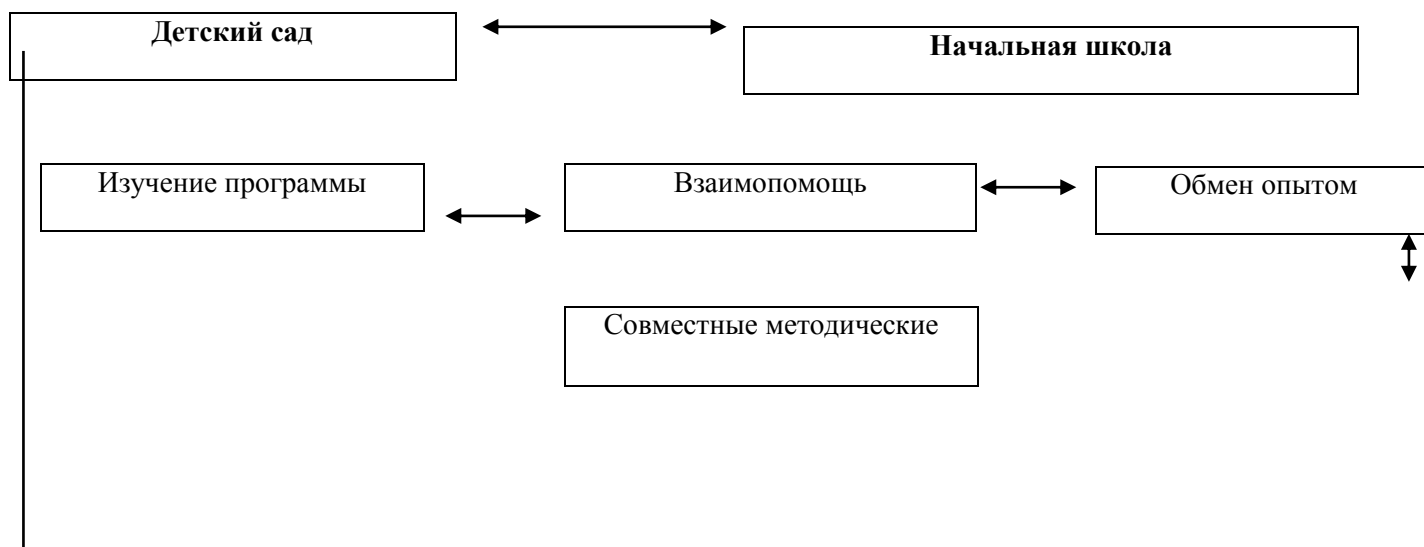 Детский сад
Начальная школа
Изучение программы
Взаимопомощь
Обмен опытом
Совместные методические